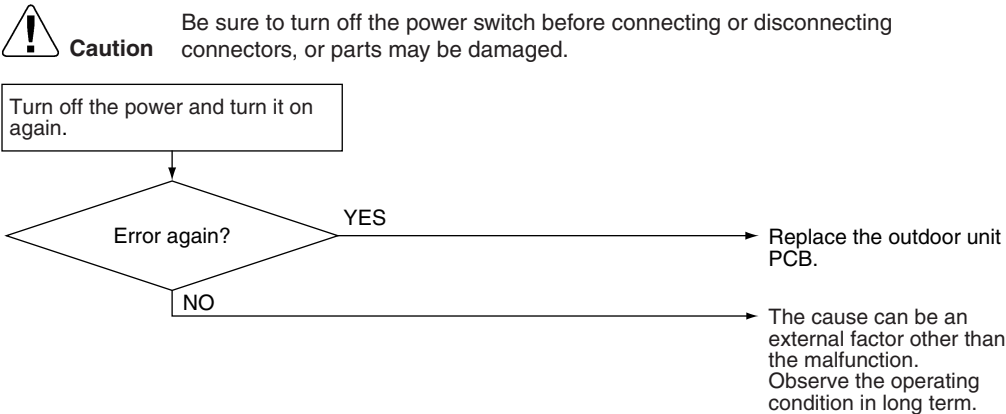 Caution
Be sure to turn off the power switch before connecting or disconnecting
connectors, or parts may be damaged.
Turn off the power and turn it on
again.
Error again?
YES
Replace the outdoor unit
PCB.
NO
The cause can be an
external factor other than
the malfunction.
Observe the operating
condition in long term.